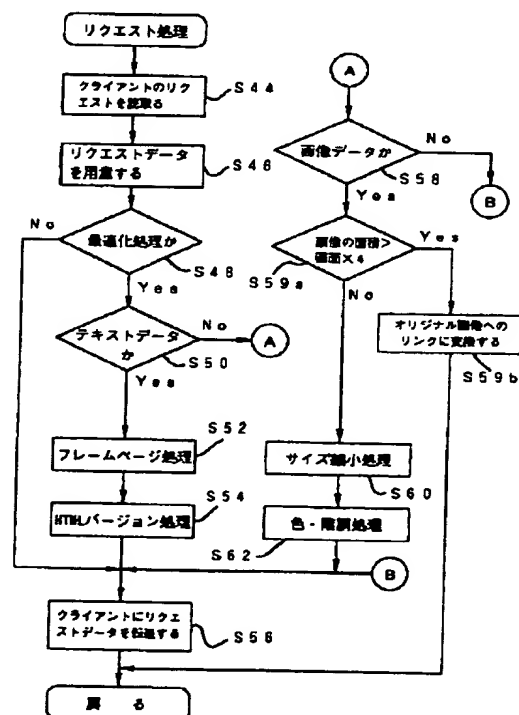 リクエスト処理
クライアントのリク
エストを読取る
S44
リクエストデータ
を用意する
S46
No
最適化処理か
S48
Yes
テキストデータ
か
No
A
S50
Yes
フレームページ処理
S52
HTMLバージョン処理
S54
クライアントにリクエ
ストデータを転送する
S56
戻 る
A
画像データか
No
B
S58
Yes
画像の面積>
画面×4
Yes
S59a
No
オリジナル画像への
リンクに変換する
S59b
サイズ縮小処理
S60
色・階調処理
S62
B